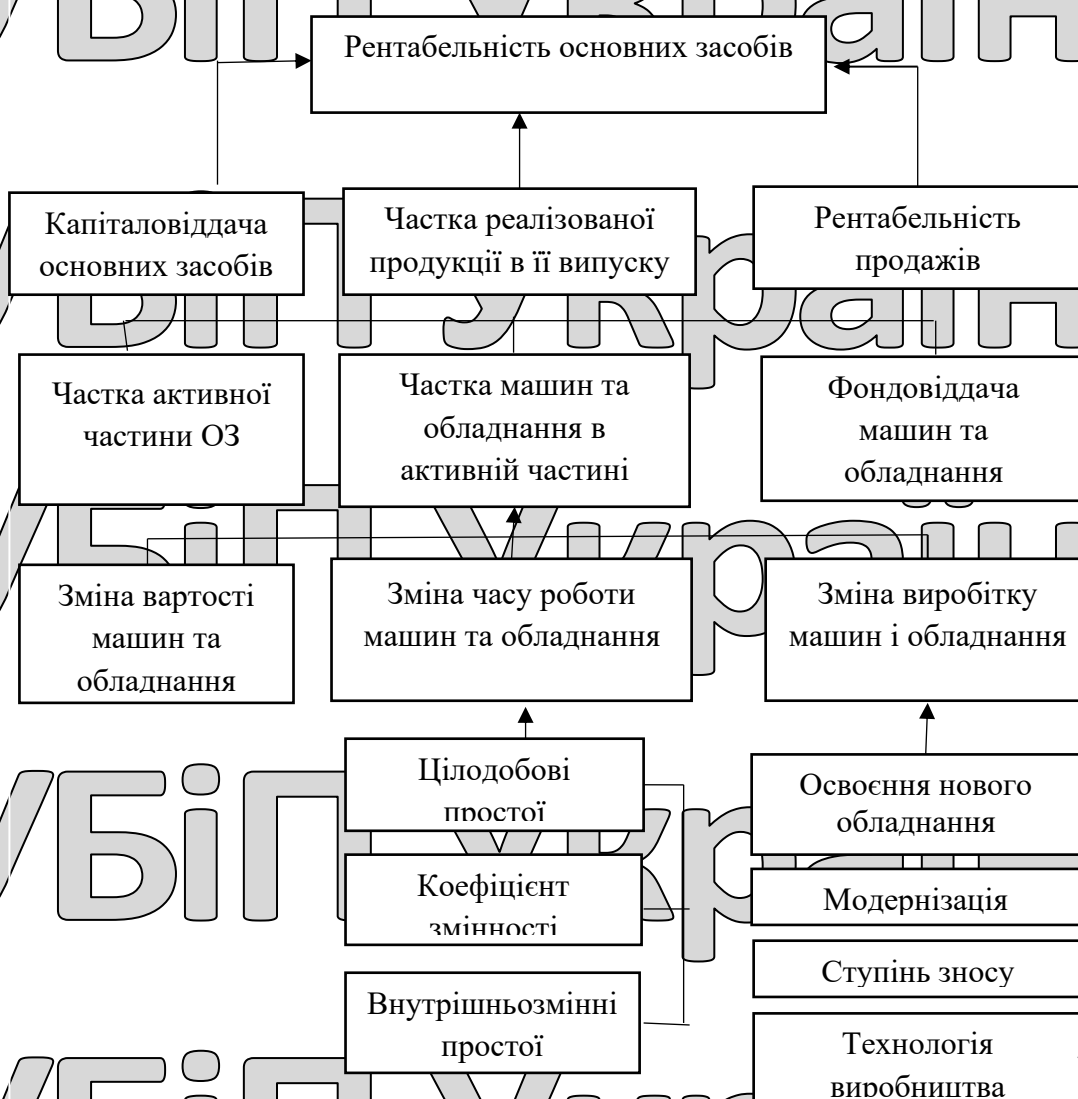 Рентабельність основних засобів
Капіталовіддача
основних засобів
Частка реалізованої
продукції в її випуску
Рентабельність
продажів
Частка активної
частини ОЗ
Частка машин та
обладнання в
активній частині
Фондовіддача
машин та
обладнання
Зміна вартості
машин та
обладнання
Зміна часу роботи
машин та обладнання
Зміна виробітку
машин і обладнання
Цілодобові
простої
Коефіцієнт
змінності
Внутрішньозмінні
простої
Освоєння нового
обладнання
Модернізація
Ступінь зносу
Технологія
виробництва